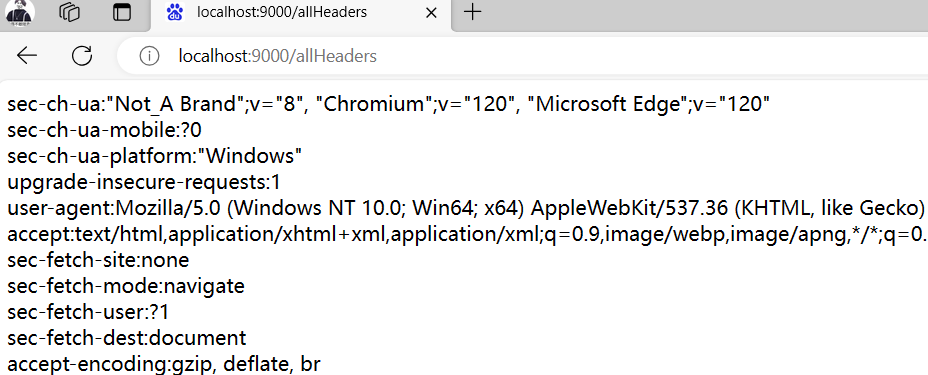 localhost:9000/allHeaders
localhost:9000/allHeaders
sec-ch-ua:"Not_A Brand";v="8", "Chromium";v="120", "Microsoft Edge";v="120"
sec-ch-ua-mobile:?0
sec-ch-ua-platform:"Windows"
upgrade-insecure-requests:1
user-agent:Mozilla/5.0 (Windows NT 10.0; Win64; x64) AppleWebKit/537.36 (KHTML, like Gecko)
accept:text/html,application/xhtml+xml,application/xml;q=0.9,image/webp,image/apng,*/*;q=0.
sec-fetch-site:none
sec-fetch-mode:navigate
sec-fetch-user:?1
sec-fetch-dest:document
accept-encoding:gzip, deflate, br